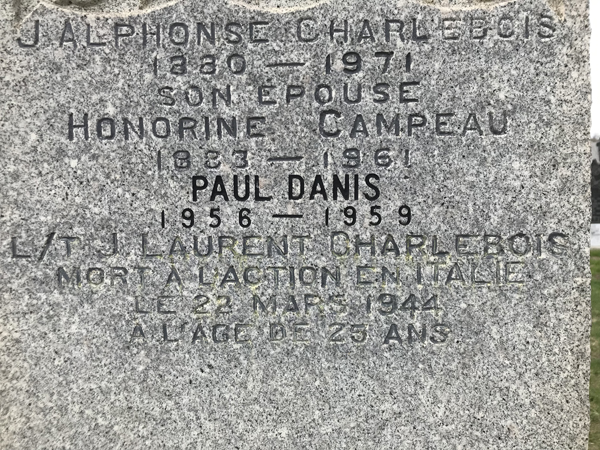 J. ALPHONSE CHARLEBOIS
1880 — 1971
SON ÉPOUSE
HONORINE CAMPEAU
1883 — 1961
PAUL DANIS
1956 — 1959
L/T J. LAURENT CHARLEBOIS
MORT A L'ACTION EN ITALIE
LE 22 MARS 1944
A L'AGE DE 25 ANS